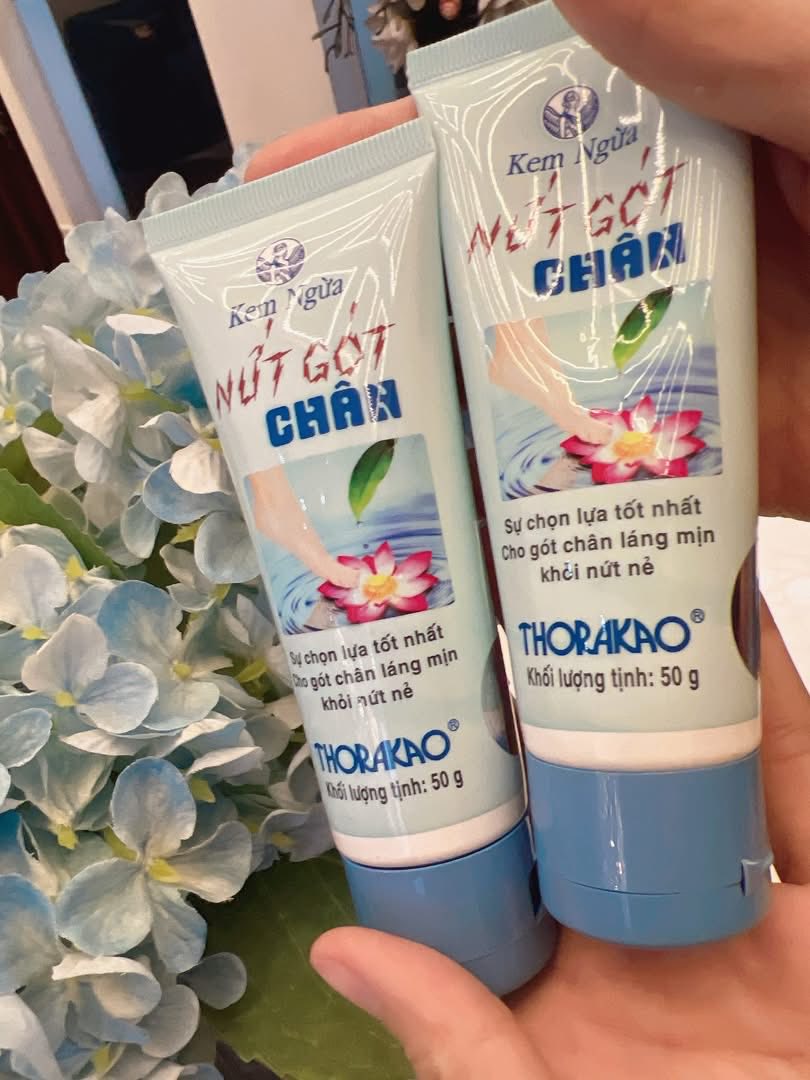 Kem Ngừa
NỨT GÓT
CHÂN
Sự chọn lựa tốt nhất
Cho gót chân láng mịn
khỏi nứt nẻ
THORAKAO®
Khối lượng tịnh: 50 g
Kem Ngừa
NỨT GÓT
CHÂN
Sự chọn lựa tốt nhất
Cho gót chân láng mịn
khỏi nứt nẻ
THORAKAO®
Khối lượng tịnh: 50 g